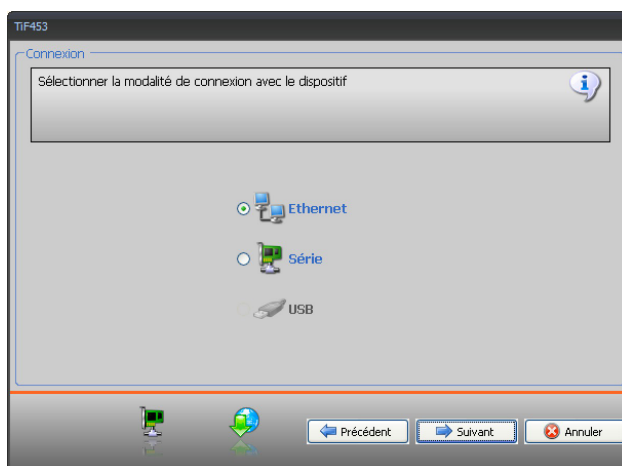 TiF453
Connexion
Sélectionner la modalité de connexion avec le dispositif
Ethernet
Série
USB
Précédent
Suivant
Annuler